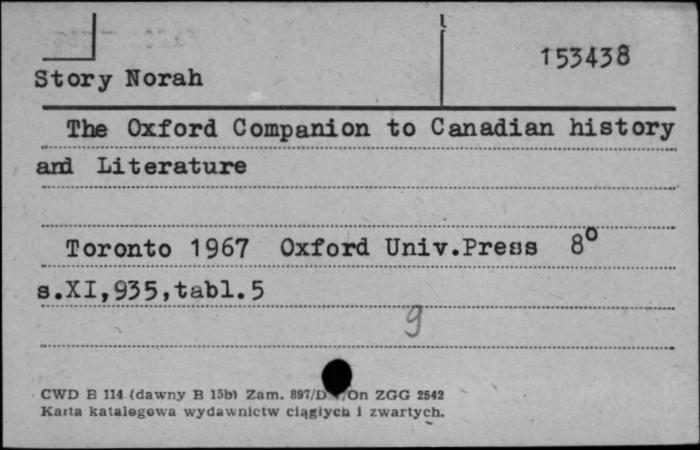 153438
Story Norah
The Oxford Companion to Canadian history
and Literature
Toronto 1967 Oxford Univ.Press 8°
s.XI,935,tabl.5
9
CWD B 114 (dawny B 15b) Zam. 897/D /On ZGG 2542
Karta katalogowa wydawnictw ciągłych i zwartych.